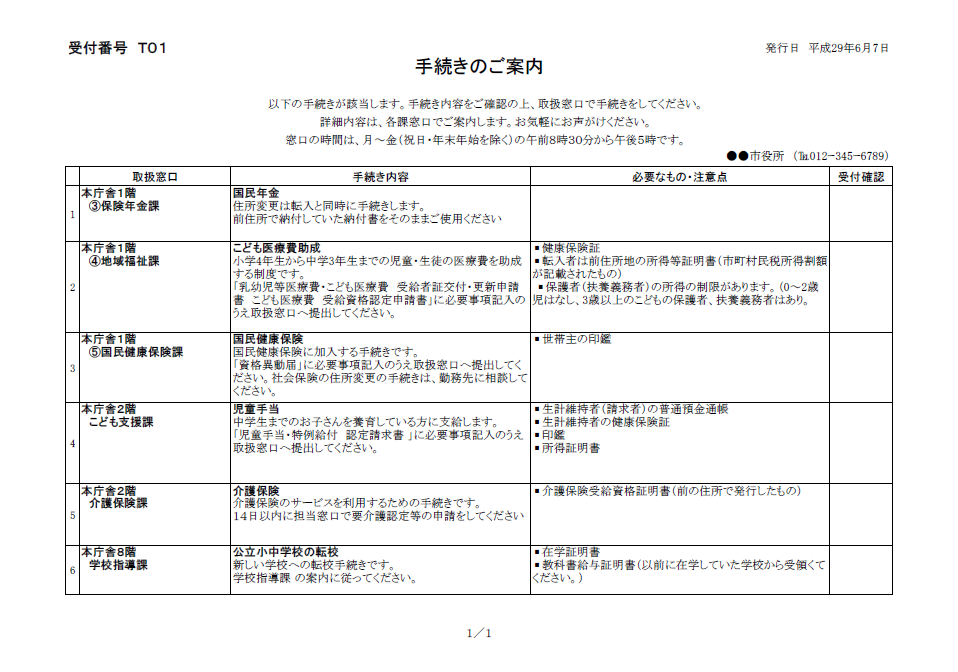 受付番号　T01
発行日　平成29年6月7日
手続きのご案内
以下の手続きが該当します。手続き内容をご確認の上、取扱窓口で手続きをしてください。
詳細内容は、各課窓口でご案内します。お気軽にお声がけください。
窓口の時間は、月～金（祝日・年末年始を除く）の午前8時30分から午後5時です。
●●市役所　（℡012－345－6789）
取扱窓口　手続き内容　必要なもの・注意点　受付確認
1
本庁舎1階
③保険年金課
国民年金
住所変更は転入と同時に手続きします。
前住所で納付していた納付書をそのままご使用ください
2
本庁舎1階
④地域福祉課
こども医療費助成
小学4年生から中学3年生までの児童・生徒の医療費を助成
する制度です。
「乳幼児等医療費・こども医療費　受給者証交付・更新申請
書　こども医療費　受給資格認定申請書」に必要事項記入の
うえ取扱窓口へ提出してください。
▪健康保険証
▪転入者は前住所地の所得等証明書（市町村民税所得割額
が記載されたもの）
▪保護者（扶養義務者）の所得の制限があります。（0～2歳
児はなし、3歳以上のこどもの保護者、扶養義務者はあり。
3
本庁舎1階
⑤国民健康保険課
国民健康保険
国民健康保険に加入する手続きです。
「資格異動届」に必要事項記入のうえ取扱窓口へ提出してく
ださい。社会保険の住所変更の手続きは、勤務先に相談して
ください。
▪世帯主の印鑑
4
本庁舎2階
こども支援課
児童手当
中学生までのお子さんを養育している方に支給します。
「児童手当・特例給付　認定請求書 」に必要事項記入のうえ
取扱窓口へ提出してください。
▪生計維持者（請求者）の普通預金通帳
▪生計維持者の健康保険証
▪印鑑
▪所得証明書
5
本庁舎2階
介護保険課
介護保険
介護保険のサービスを利用するための手続きです。
14日以内に担当窓口で要介護認定等の申請をしてください
▪介護保険受給資格証明書（前の住所で発行したもの）
6
本庁舎8階
学校指導課
公立小中学校の転校
新しい学校への転校手続きです。
学校指導課 の案内に従ってください。
▪在学証明書
▪教科書給与証明書（以前に在学していた学校から受領くて
ください。）
1／1